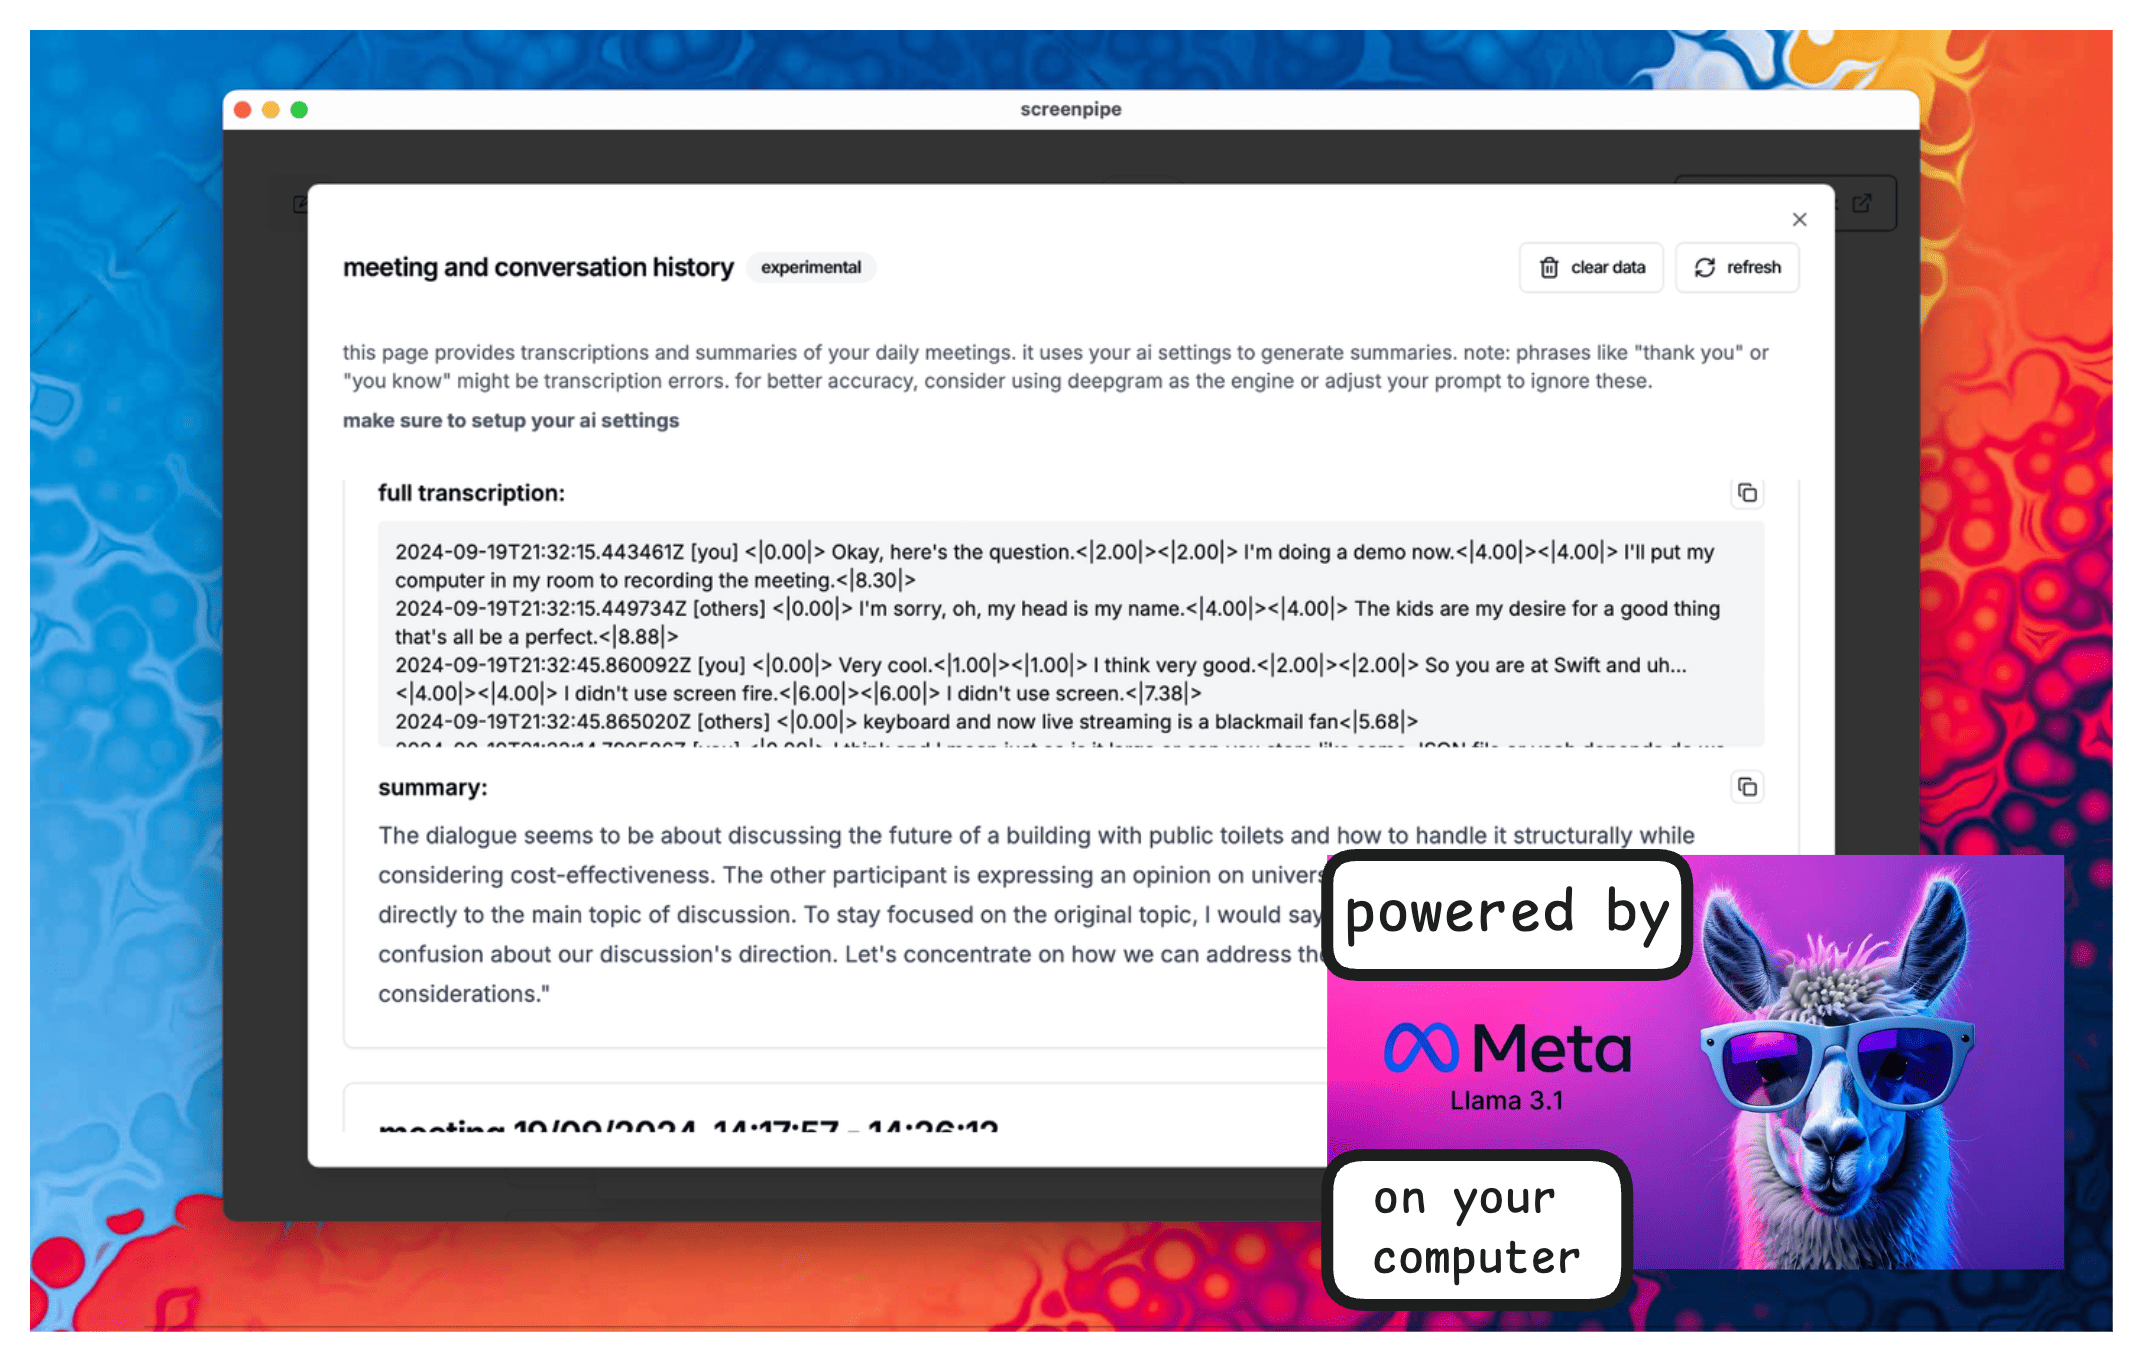 screenpipe
meeting and conversation history
experimental
clear data
refresh
this page provides transcriptions and summaries of your daily meetings. it uses your ai settings to generate summaries. note: phrases like "thank you" or
"you know" might be transcription errors. for better accuracy, consider using deepgram as the engine or adjust your prompt to ignore these.
make sure to setup your ai settings
full transcription:
2024-09-19T21:32:15.443461Z [you] <|0.00|> Okay, here's the question.<|2.00|><|2.00|> I'm doing a demo now.<|4.00|><|4.00|> I'll put my
computer in my room to recording the meeting.<|8.30|>
2024-09-19T21:32:15.449734Z [others] <|0.00|> I'm sorry, oh, my head is my name.<|4.00|><|4.00|> The kids are my desire for a good thing
that's all be a perfect.<|8.88|>
2024-09-19T21:32:45.860092Z [you] <|0.00|> Very cool.<|1.00|><|1.00|> I think very good.<|2.00|><|2.00|> So you are at Swift and uh...
<|4.00|><|4.00|> I didn't use screen fire.<|6.00|><|6.00|> I didn't use screen.<|7.38|>
2024-09-19T21:32:45.865020Z [others] <|0.00|> keyboard and now live streaming is a blackmail fan<|5.68|>
summary:
The dialogue seems to be about discussing the future of a building with public toilets and how to handle it structurally while
considering cost-effectiveness. The other participant is expressing an opinion on
directly to the main topic of discussion. To stay focused on the original topic, I would say
confusion about our discussion's direction. Let's concentrate on how we can address
considerations."
meeting 19/09/2024, 14:17:57 - 14:26:12
powered by
Meta
Llama 3.1
on your
computer